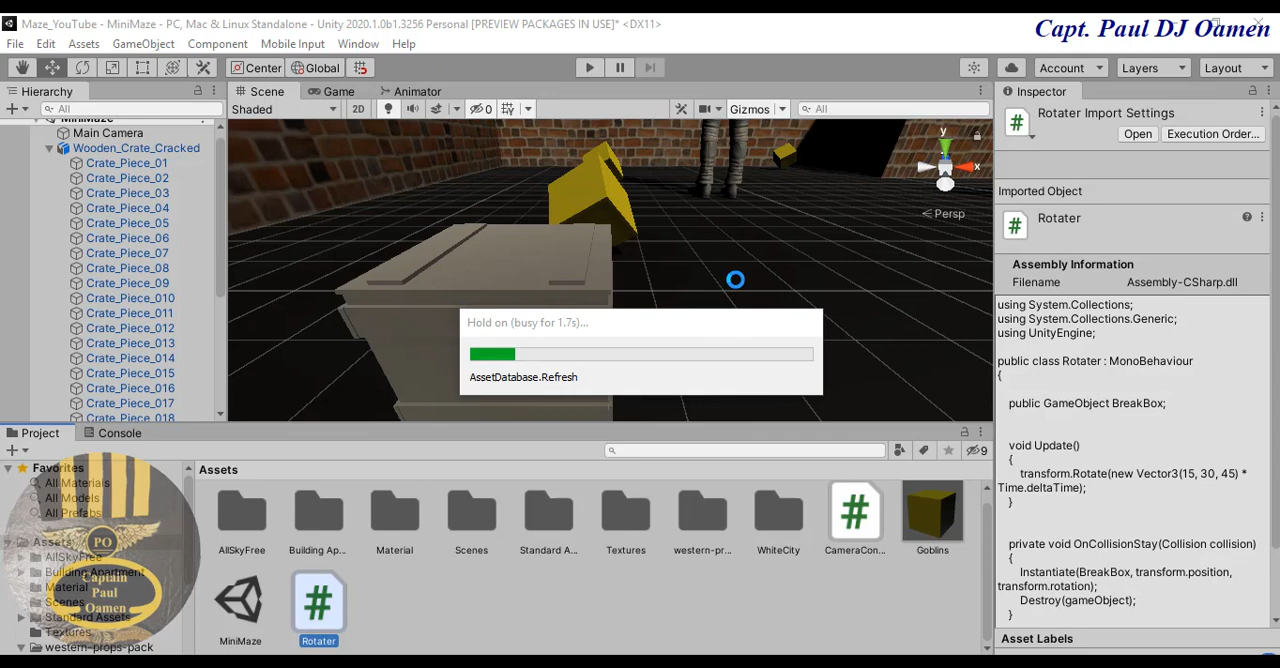 Maze_YouTube - MiniMaze - PC, Mac & Linux Standalone - Unity 2020.1.0b1.3256 Personal [PREVIEW PACKAGES IN USE]* <DX11>
Capt. Paul DJ Oamen
File Edit Assets GameObject Component Mobile Input Window Help
Center Global Account Layers Layout
Hierarchy Scene Game Animator Inspector
All Shaded 2D 0 Gizmos All
MiniMaze
Main Camera
Wooden_Crate_Cracked
Crate_Piece_01
Crate_Piece_02
Crate_Piece_03
Crate_Piece_04
Crate_Piece_05
Crate_Piece_06
Crate_Piece_07
Crate_Piece_08
Crate_Piece_09
Crate_Piece_010
Crate_Piece_011
Crate_Piece_012
Crate_Piece_013
Crate_Piece_014
Crate_Piece_015
Crate_Piece_016
Crate_Piece_017
Crate_Piece_018
y
x
< Persp
Hold on (busy for 1.7s)...
AssetDatabase.Refresh
Rotater Import Settings
Open Execution Order...
Imported Object
Rotater
Assembly Information
Filename Assembly-CSharp.dll
using System.Collections;
using System.Collections.Generic;
using UnityEngine;
public class Rotater : MonoBehaviour
{
public GameObject BreakBox;
void Update()
{
transform.Rotate(new Vector3(15, 30, 45) *
Time.deltaTime);
}
private void OnCollisionStay(Collision collision)
{
Instantiate(BreakBox, transform.position,
transform.rotation);
Destroy(gameObject);
}
Asset Labels
Project Console
9
Favorites
All Materials
All Models
All Prefabs
Assets
AllSkyFree
Building Apartment
Material
Scenes
Standard Assets
Textures
western-props-pack
PO
Captain
Paul
Oamen
Assets
AllSkyFree Building Ap... Material Scenes Standard A... Textures western-pr... WhiteCity CameraCon... Goblins
MiniMaze Rotater